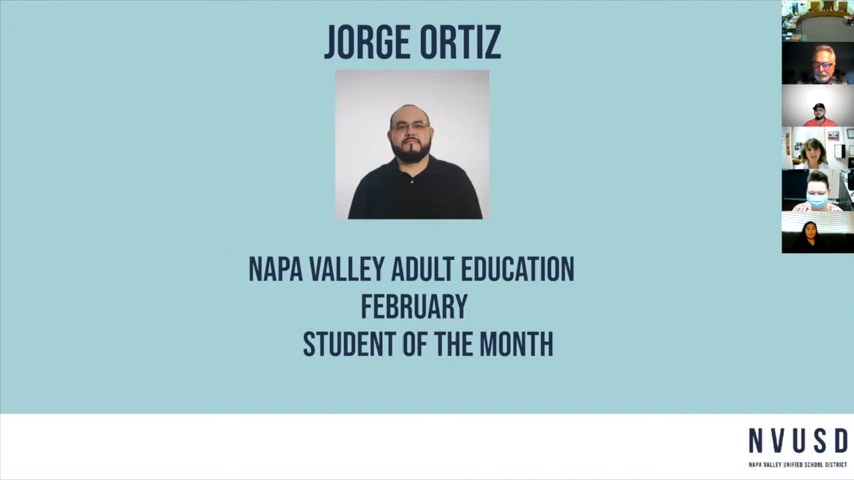 JORGE ORTIZ
NAPA VALLEY ADULT EDUCATION
FEBRUARY
STUDENT OF THE MONTH
NVUSD
NAPA VALLEY UNIFIED SCHOOL DISTRICT